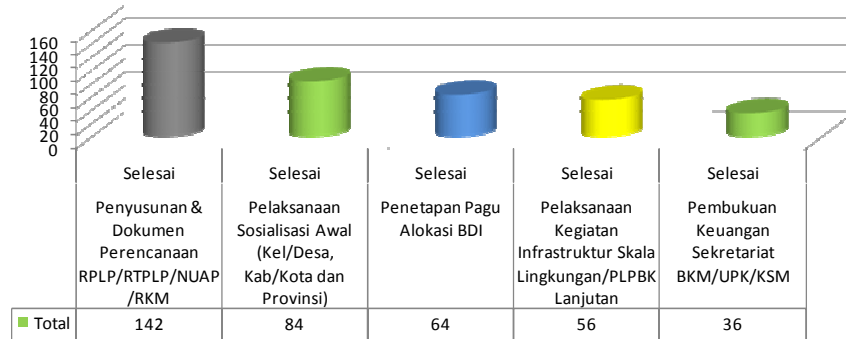 160
140
120
100
80
60
40
20
0
Selesai Selesai Selesai Selesai Selesai
Penyusunan &
Dokumen
Perencanaan
RPLP/RTPLP/NUAP
/RKM
Pelaksanaan
Sosialisasi Awal
(Kel/Desa,
Kab/Kota dan
Provinsi)
Penetapan Pagu
Alokasi BDI
Pelaksanaan
Kegiatan
Infrastruktur Skala
Lingkungan/PLPBK
Lanjutan
Pembukuan
Keuangan
Sekretariat
BKM/UPK/KSM
Total 142 84 64 56 36